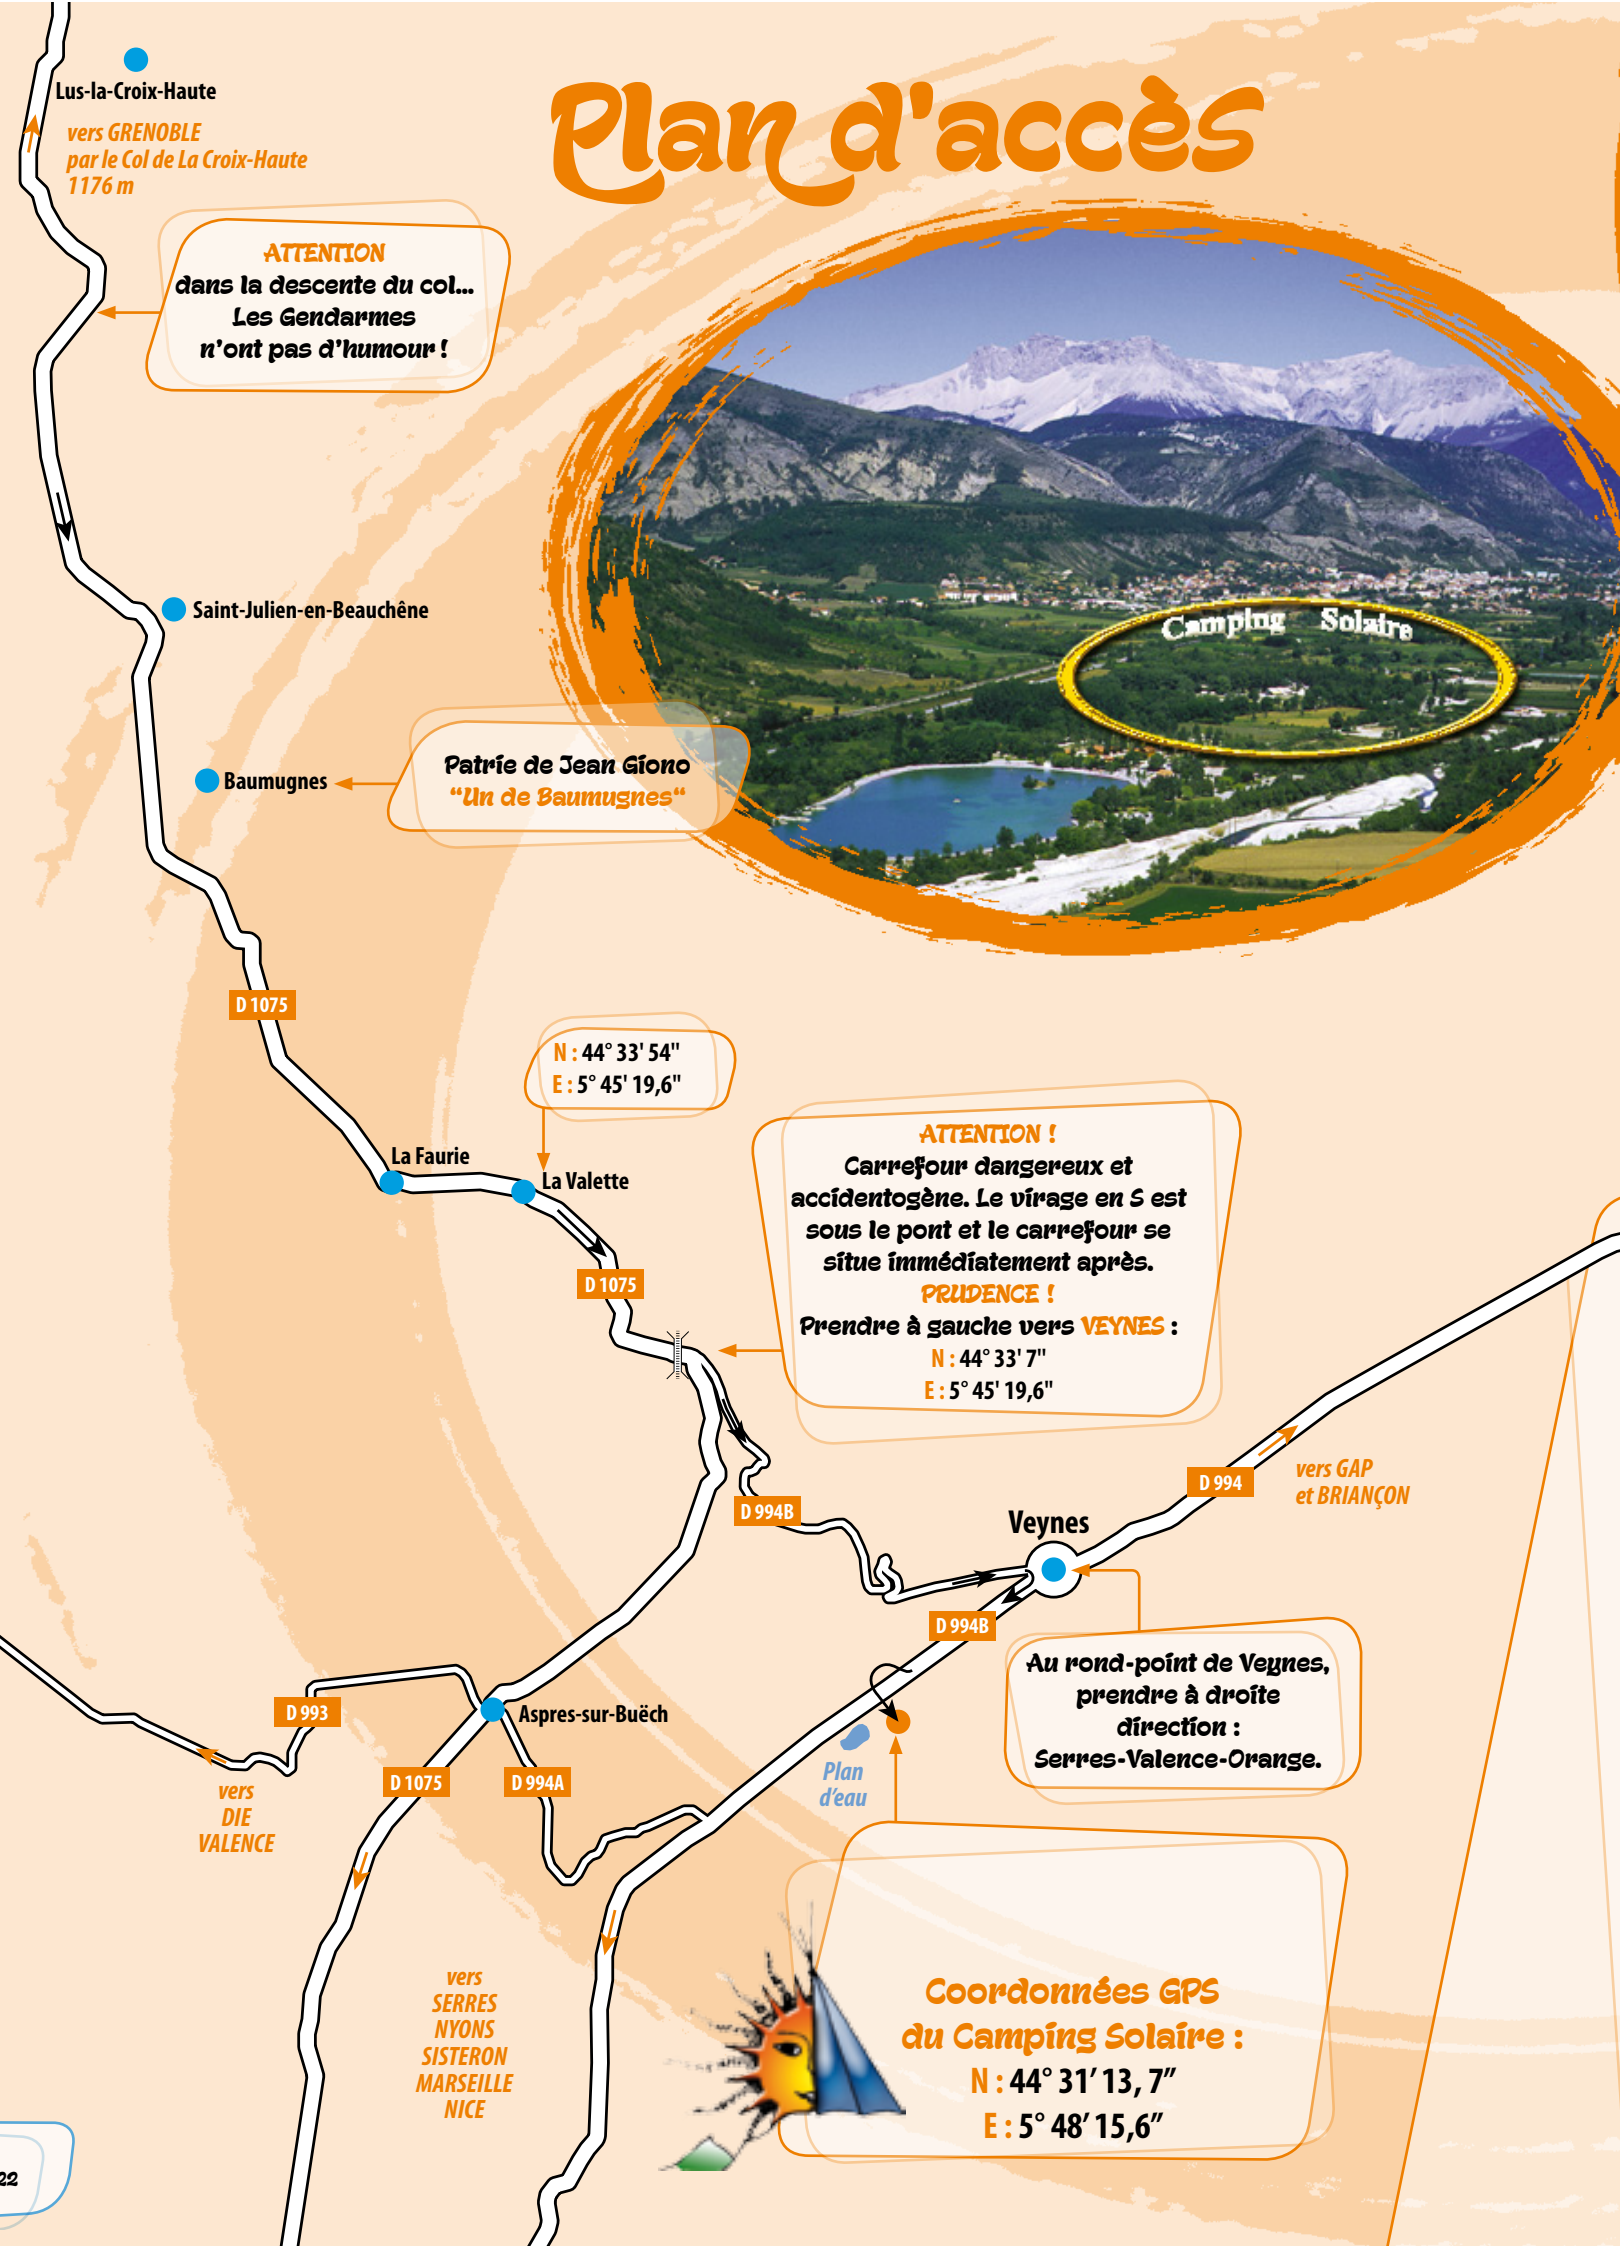 Plan d'accès
Lus-la-Croix-Haute
vers GRENOBLE
par le Col de La Croix-Haute
1176 m
ATTENTION
dans la descente du col...
Les Gendarmes
n'ont pas d'humour !
Camping Solaire
Saint-Julien-en-Beauchêne
Baumugnes
Patrie de Jean Giono
“Un de Baumugnes“
D 1075
N : 44° 33' 54"
E : 5° 45' 19,6"
La Faurie
La Valette
D 1075
ATTENTION !
Carrefour dangereux et
accidentogène. Le virage en S est
sous le pont et le carrefour se
situe immédiatement après.
PRUDENCE !
Prendre à gauche vers VEYNES :
N : 44° 33' 7"
E : 5° 45' 19,6"
D 994
vers GAP
et BRIANÇON
D 994B
Veynes
D 994B
Au rond-point de Veynes,
prendre à droite
direction :
Serres-Valence-Orange.
D 993
Aspres-sur-Buëch
Plan
d’eau
D 1075
D 994A
vers
DIE
VALENCE
vers
SERRES
NYONS
SISTERON
MARSEILLE
NICE
Coordonnées GPS
du Camping Solaire :
N : 44° 31’ 13, 7”
E : 5° 48’ 15,6”
22